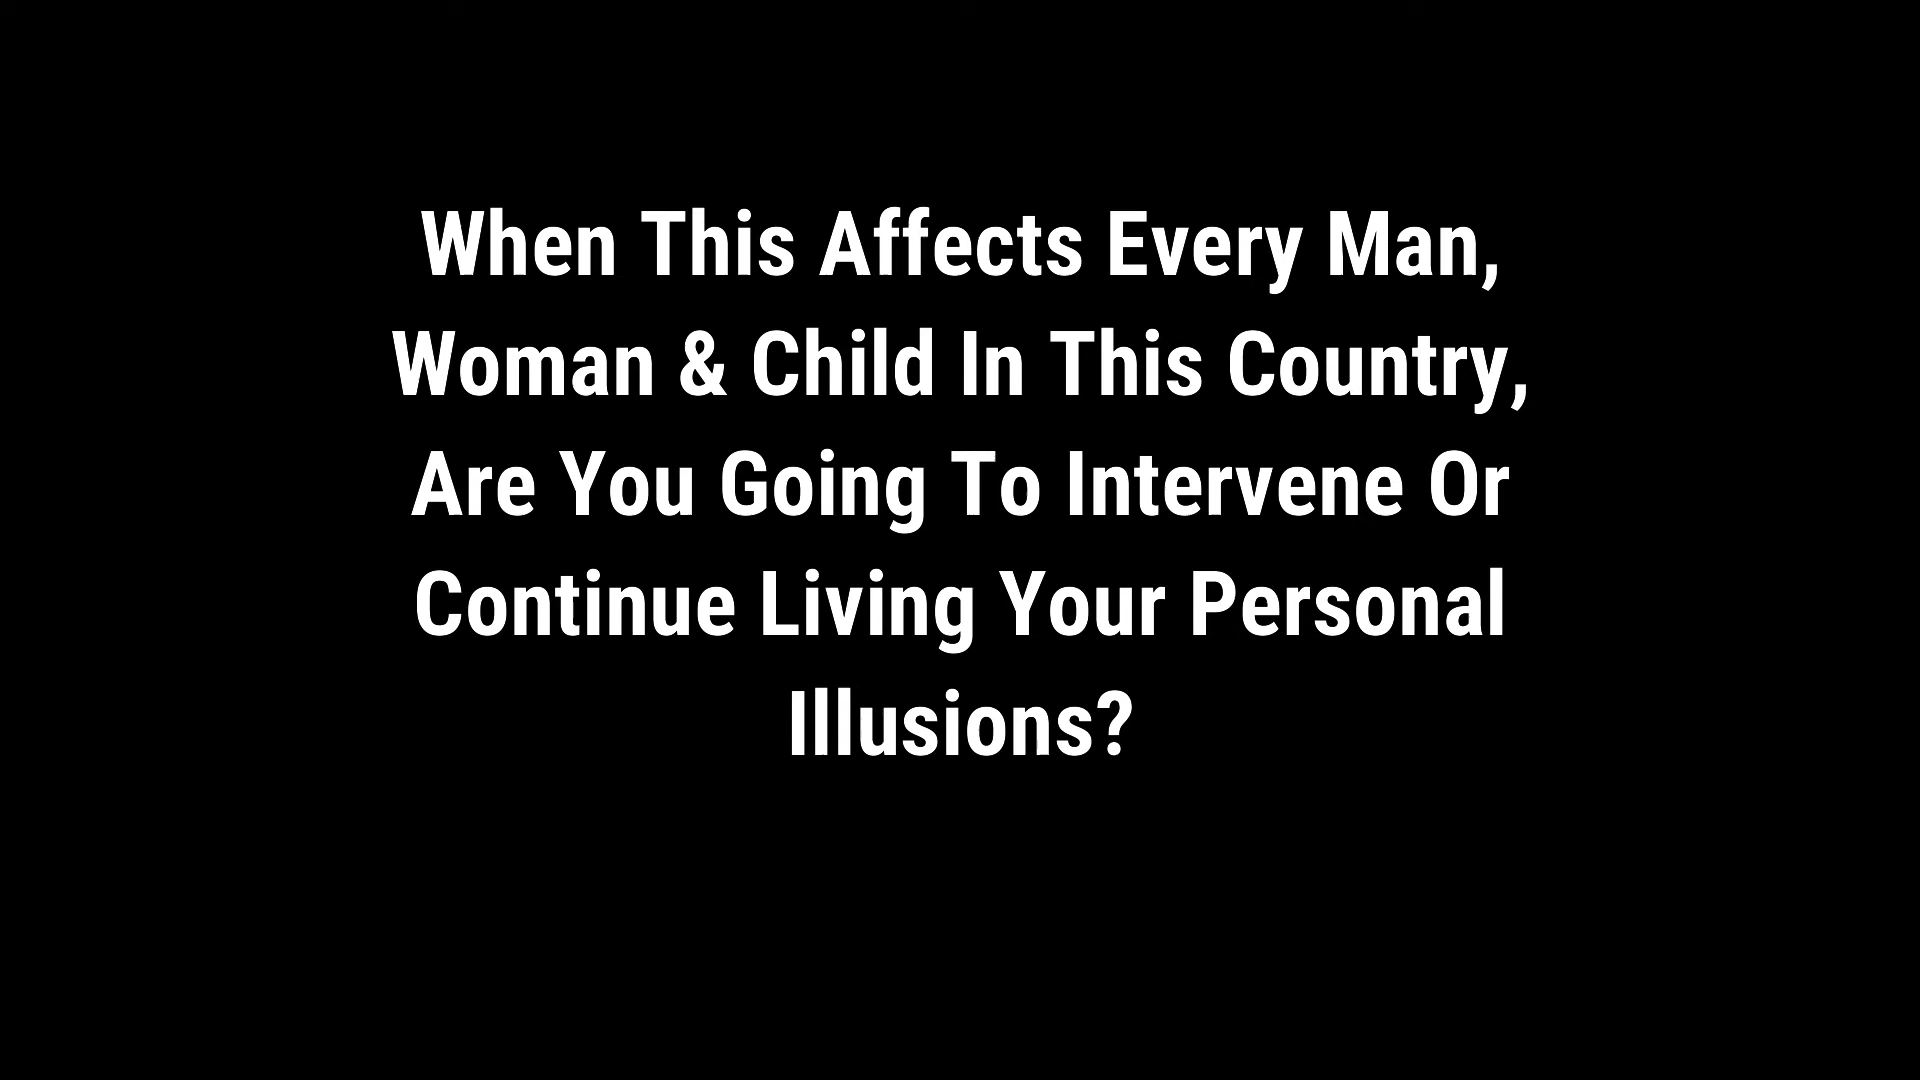 When This Affects Every Man,
Woman & Child In This Country,
Are You Going To Intervene Or
Continue Living Your Personal
Illusions?